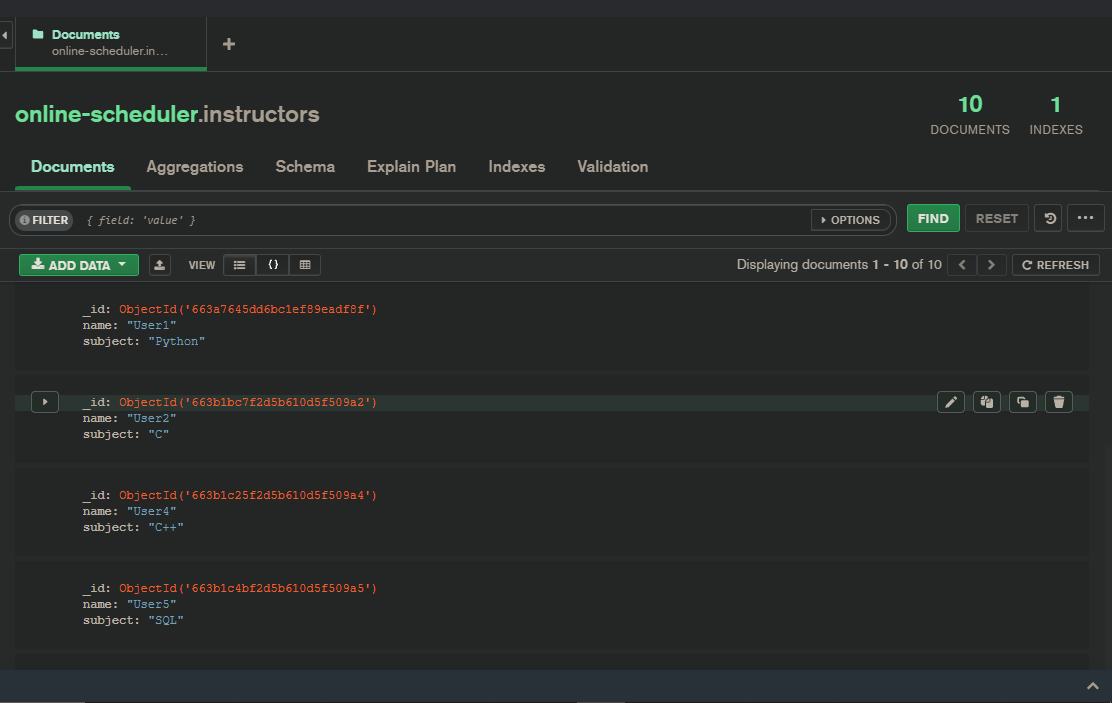 Documents
online-scheduler.in...
online-scheduler.instructors
10
DOCUMENTS
1
INDEXES
Documents Aggregations Schema Explain Plan Indexes Validation
FILTER { field: 'value' } OPTIONS FIND RESET
ADD DATA VIEW {} Displaying documents 1 - 10 of 10 REFRESH
_id: ObjectId('663a7645dd6bc1ef89eadf8f')
name: "User1"
subject: "Python"
_id: ObjectId('663b1bc7f2d5b610d5f509a2')
name: "User2"
subject: "C"
_id: ObjectId('663b1c25f2d5b610d5f509a4')
name: "User4"
subject: "C++"
_id: ObjectId('663b1c4bf2d5b610d5f509a5')
name: "User5"
subject: "SQL"